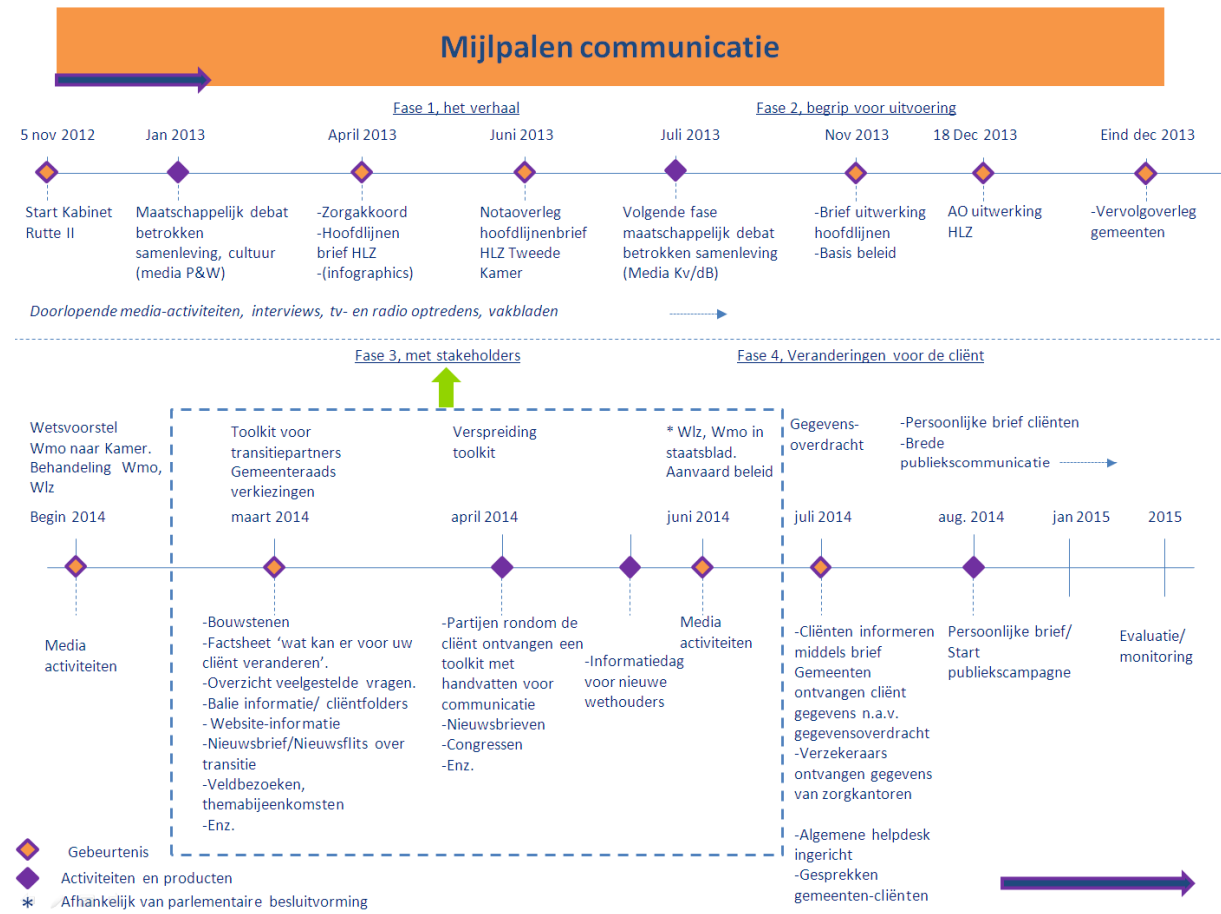 Mijlpalen communicatie
Fase 1, het verhaal
Fase 2, begrip voor uitvoering
5 nov 2012
Jan 2013
April 2013
Juni 2013
Juli 2013
Nov 2013
18 Dec 2013
Eind dec 2013
Start Kabinet
Rutte II
Maatschappelijk debat
betrokken
samenleving, cultuur
(media P&W)
-Zorgakkoord
-Hoofdlijnen
brief HLZ
-(infographics)
Notaoverleg
hoofdlijnenbrief
HLZ Tweede
Kamer
Volgende fase
maatschappelijk debat
betrokken samenleving
(Media Kv/dB)
-Brief uitwerking
hoofdlijnen
-Basis beleid
AO uitwerking
HLZ
-Vervolgoverleg
gemeenten
Doorlopende media-activiteiten, interviews, tv- en radio optredens, vakbladen
Fase 3, met stakeholders
Fase 4, Veranderingen voor de cliënt
Wetsvoorstel
Wmo naar Kamer.
Behandeling Wmo,
Wlz
Begin 2014
Toolkit voor
transitiepartners
Gemeenteraads
verkiezingen
maart 2014
Verspreiding
toolkit
april 2014
* Wlz, Wmo in
staatsblad.
Aanvaard beleid
juni 2014
Gegevens-
overdracht
juli 2014
-Persoonlijke brief cliënten
-Brede
publiekscommunicatie
aug. 2014
jan 2015
2015
Media
activiteiten
-Bouwstenen
-Factsheet ‘wat kan er voor uw
cliënt veranderen’.
-Overzicht veelgestelde vragen.
-Balie informatie/ cliëntfolders
- Website-informatie
-Nieuwsbrief/Nieuwsflits over
transitie
-Veldbezoeken,
themabijeenkomsten
-Enz.
-Partijen rondom de
cliënt ontvangen een
toolkit met
handvatten voor
communicatie
-Nieuwsbrieven
-Congressen
-Enz.
-Informatiedag
voor nieuwe
wethouders
Media
activiteiten
-Cliënten informeren
middels brief
Gemeenten
ontvangen cliënt
gegevens n.a.v.
gegevensoverdracht
-Verzekeraars
ontvangen gegevens
van zorgkantoren
-Algemene helpdesk
ingericht
-Gesprekken
gemeenten-cliënten
Persoonlijke brief/
Start
publiekscampagne
Evaluatie/
monitoring
Gebeurtenis
Activiteiten en producten
* Afhankelijk van parlementaire besluitvorming